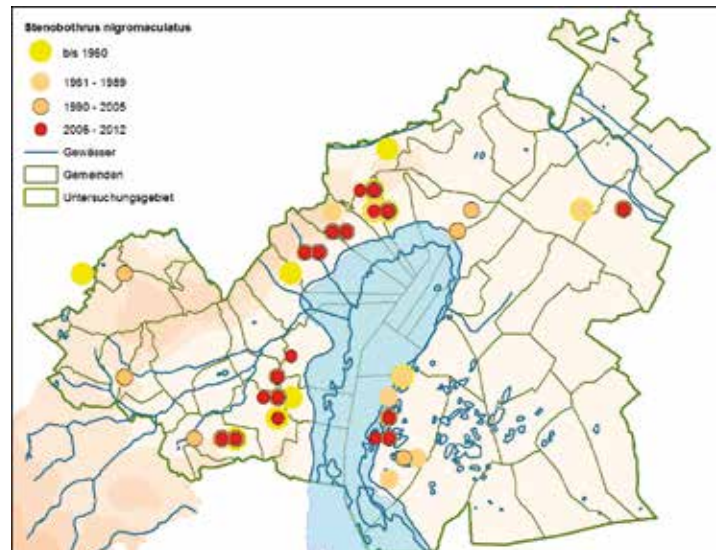 Stenobothrus nigromaculatus
bis 1960
1961 - 1989
1990 - 2005
2006 - 2012
Gewässer
Gemeinden
Untersuchungsgebiet